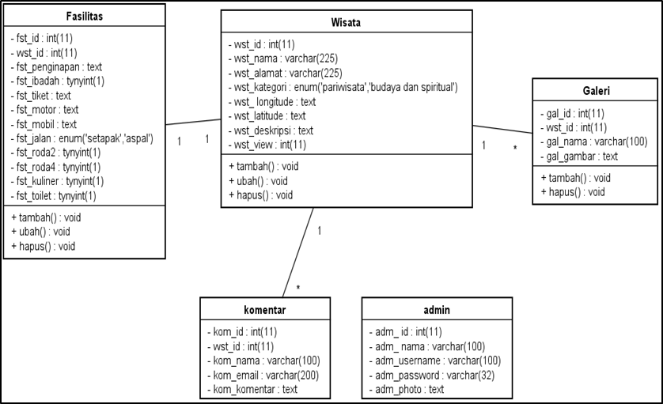 Fasilitas
- fst_id : int(11)
- wst_id : int(11)
- fst_penginapan : text
- fst_ibadah : tynyint(1)
- fst_tiket : text
- fst_motor : text
- fst_mobil : text
- fst_jalan : enum('setapak','aspal')
- fst_roda2 : tynyint(1)
- fst_roda4 : tynyint(1)
- fst_kuliner : tynyint(1)
- fst_toilet : tynyint(1)
+ tambah() : void
+ ubah() : void
+ hapus() : void
1
1
Wisata
- wst_id : int(11)
- wst_nama : varchar(225)
- wst_alamat : varchar(225)
- wst_kategori : enum('pariwisata','budaya dan spiritual')
- wst_ longitude : text
- wst_latitude : text
- wst_deskripsi : text
- wst_view : int(11)
+ tambah() : void
+ ubah() : void
+ hapus() : void
1
*
Galeri
- gal_id : int(11)
- wst_id : int(11)
- gal_nama : varchar(100)
- gal_gambar : text
+ tambah() : void
+ hapus() : void
1
*
komentar
- kom_id : int(11)
- wst_id : int(11)
- kom_nama : varchar(100)
- kom_email : varchar(200)
- kom_komentar : text
admin
- adm_ id : int(11)
- adm_ nama : varchar(100)
- adm_username : varchar(100)
- adm_password : varchar(32)
- adm_photo : text